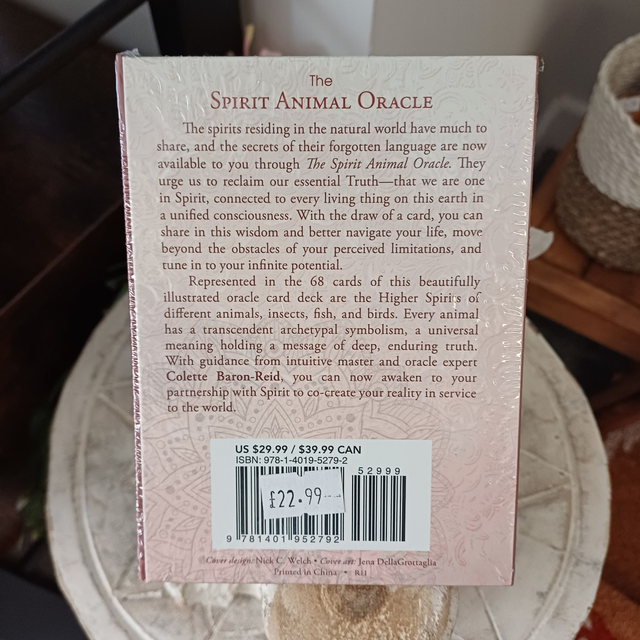 The
SPIRIT ANIMAL ORACLE
The spirits residing in the natural world have much to
share, and the secrets of their forgotten language are now
available to you through The Spirit Animal Oracle. They
urge us to reclaim our essential Truth—that we are one
in Spirit, connected to every living thing on this earth in
a unified consciousness. With the draw of a card, you can
share in this wisdom and better navigate your life, move
beyond the obstacles of your perceived limitations, and
tune in to your infinite potential.
Represented in the 68 cards of this beautifully
illustrated oracle card deck are the Higher Spirits of
different animals, insects, fish, and birds. Every animal
has a transcendent archetypal symbolism, a universal
meaning holding a message of deep, enduring truth.
With guidance from intuitive master and oracle expert
Colette Baron-Reid, you can now awaken to your
partnership with Spirit to co-create your reality in service
to the world.
US $29.99 / $39.99 CAN
ISBN: 978-1-4019-5279-2
52999
£22.99
9 781401 952792
Cover design: Nick C. Welch • Cover art: Jena DellaGrottaglia
Printed in China • RJI